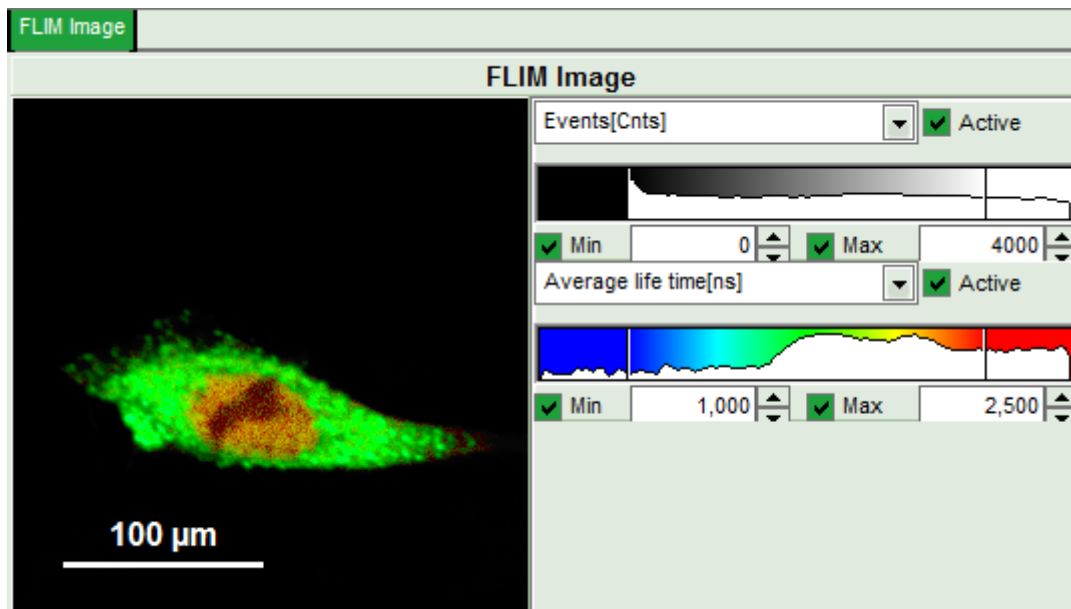 FLIM Image
FLIM Image
Events[Cnts]
Active
Min 0 Max 4000
Average life time[ns]
Active
Min 1,000 Max 2,500
100 µm